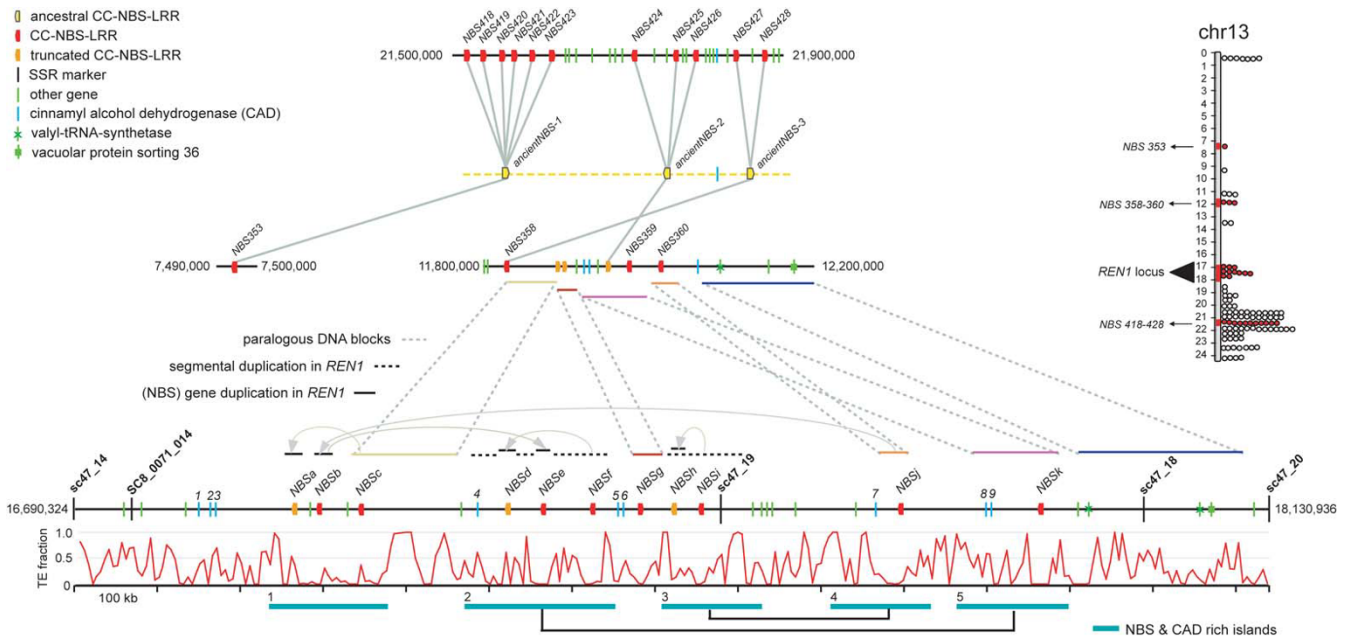 ancestral CC-NBS-LRR
CC-NBS-LRR
truncated CC-NBS-LRR
SSR marker
other gene
cinnamyl alcohol dehydrogenase (CAD)
valyl-tRNA-synthetase
vacuolar protein sorting 36
NBS418
NBS419
NBS420
NBS421
NBS422
NBS423
NBS424
NBS425
NBS426
NBS427
NBS428
21,500,000
21,900,000
ancientNBS-1
ancientNBS-2
ancientNBS-3
NBS353
7,490,000
7,500,000
NBS358
NBS359
NBS360
11,800,000
12,200,000
chr13
0
1
2
3
4
5
6
7
8
9
10
11
12
13
14
15
16
17
18
19
20
21
22
23
24
NBS 353
NBS 358-360
REN1 locus
NBS 418-428
paralogous DNA blocks
segmental duplication in REN1
(NBS) gene duplication in REN1
sc47_14
SC8_0071_014
sc47_19
sc47_18
sc47_20
NBSa
NBSb
NBSc
NBSd
NBSe
NBSf
NBSg
NBSh
NBSi
NBSj
NBSk
16,690,324
1 23 4 56 7 89
18,130,936
TE fraction
1.0
0.5
0
100 kb
1 2 3 4 5
NBS & CAD rich islands